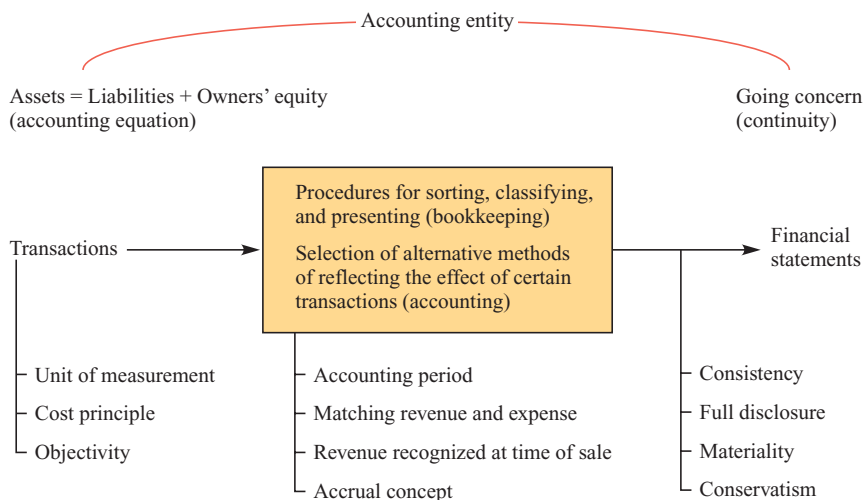 Accounting entity
Assets = Liabilities + Owners’ equity
(accounting equation)
Going concern
(continuity)
Procedures for sorting, classifying,
and presenting (bookkeeping)
Selection of alternative methods
of reflecting the effect of certain
transactions (accounting)
Transactions
Financial
statements
Unit of measurement
Cost principle
Objectivity
Accounting period
Matching revenue and expense
Revenue recognized at time of sale
Accrual concept
Consistency
Full disclosure
Materiality
Conservatism